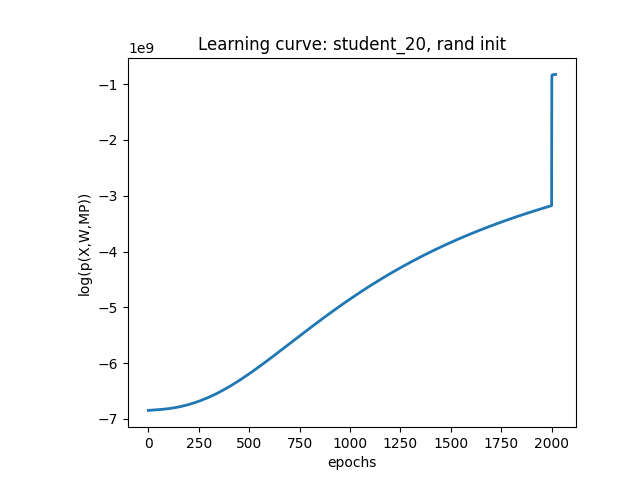 Learning curve: student_20, rand init
1e9
−1
−2
−3
−4
−5
−6
−7
log(p(X,W,MP))
0 250 500 750 1000 1250 1500 1750 2000
epochs